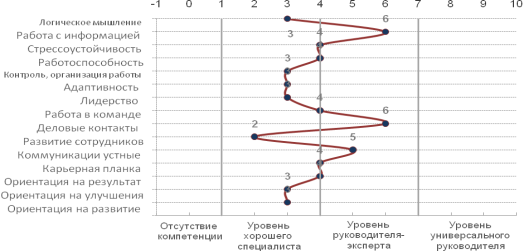 -1 0 1 2 3 4 5 6 7 8 9 10
Логическое мышление 3 6
Работа с информацией 4
Стрессоустойчивость
Работоспособность 3
Контроль, организация работы
Адаптивность
Лидерство 4
Работа в команде 6
Деловые контакты 2
Развитие сотрудников 5
Коммуникации устные 4
Карьерная планка
Ориентация на результат 3
Ориентация на улучшения
Ориентация на развитие
Отсутствие Уровень Уровень Уровень
компетенции хорошего руководителя- универсального
специалиста эксперта руководителя